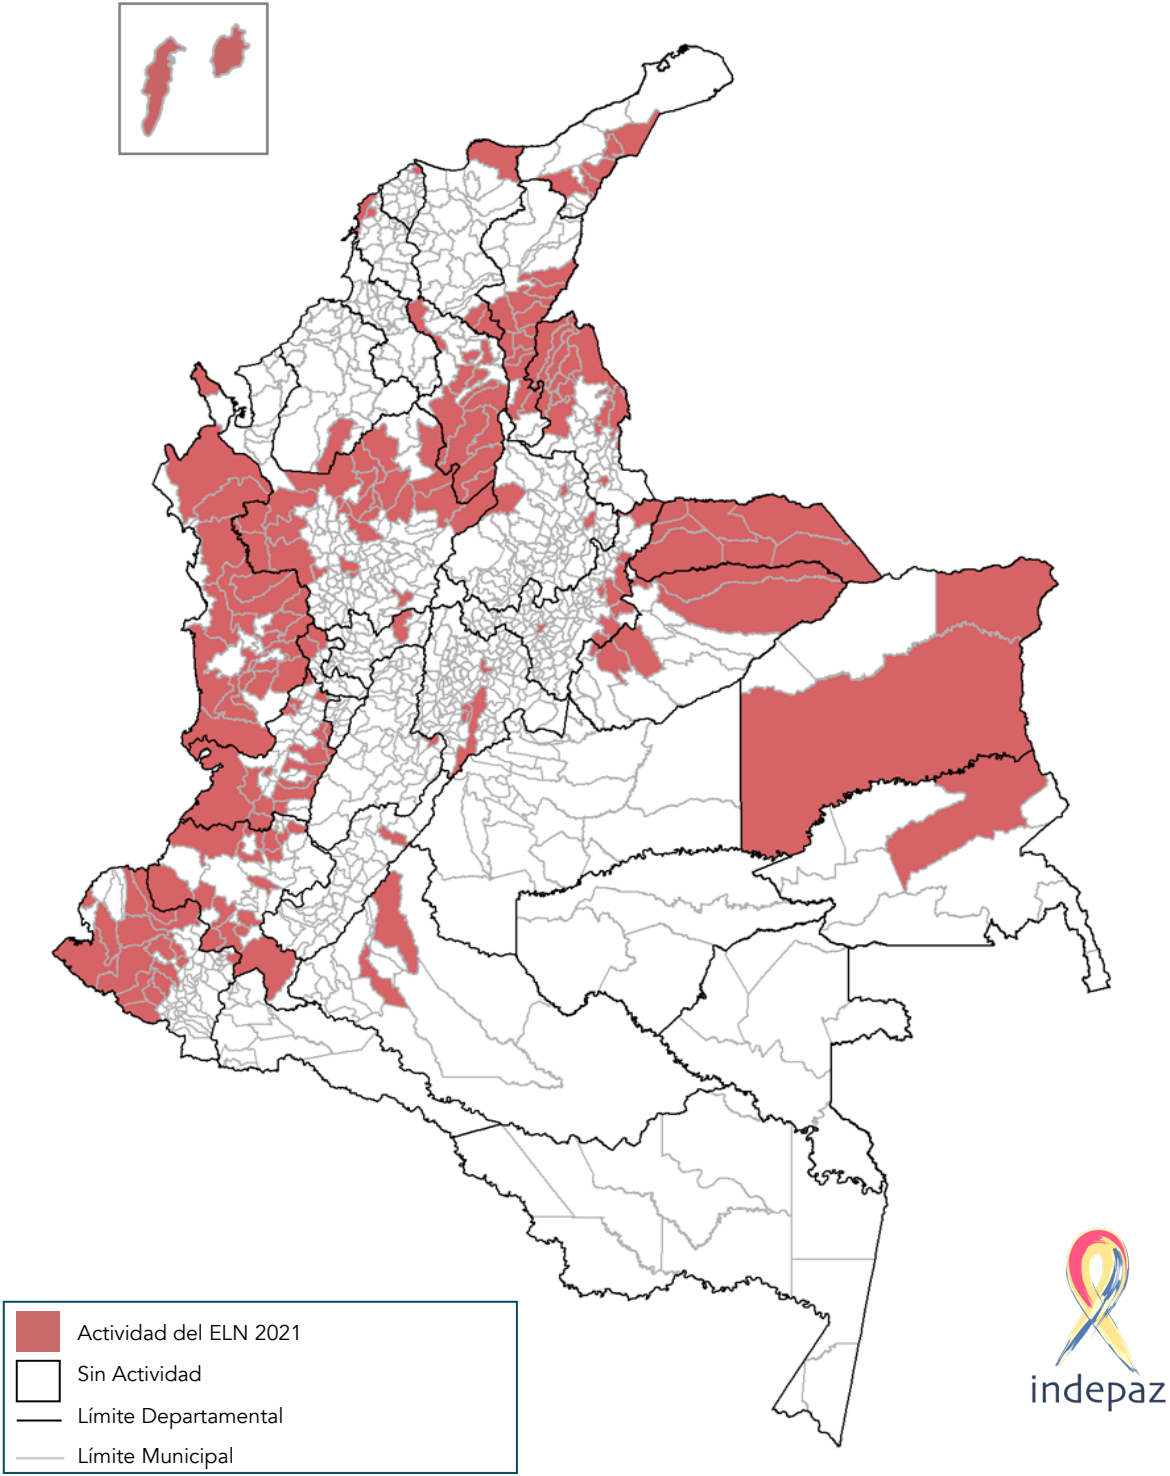 Actividad del ELN 2021
Sin Actividad
Límite Departamental
Límite Municipal
indepaz